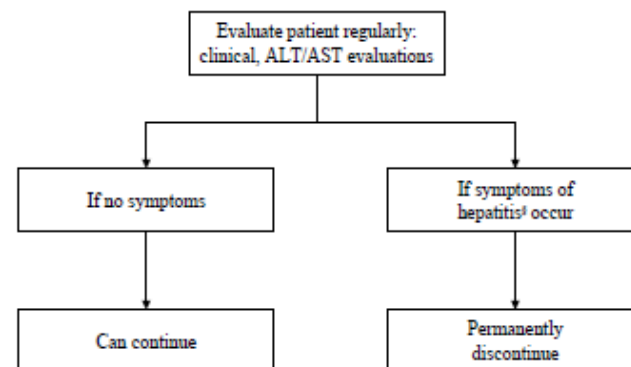 Evaluate patient regularly:
clinical, ALT/AST evaluations
If no symptoms
If symptoms of
hepatitis§ occur
Can continue
Permanently
discontinue